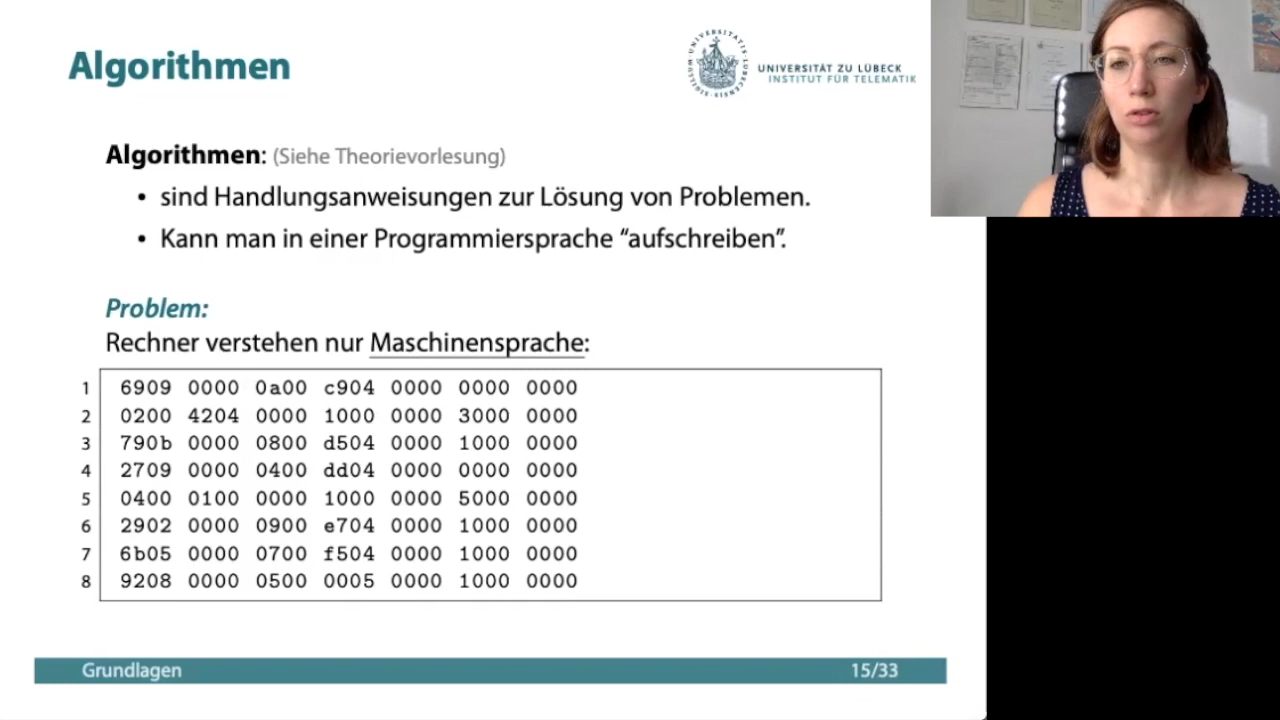 Algorithmen
UNIVERSITÄT ZU LÜBECK
INSTITUT FÜR TELEMATIK
Algorithmen: (Siehe Theorievorlesung)
• sind Handlungsanweisungen zur Lösung von Problemen.
• Kann man in einer Programmiersprache “aufschreiben”.
Problem:
Rechner verstehen nur Maschinensprache:
1 6909 0000 0a00 c904 0000 0000 0000
2 0200 4204 0000 1000 0000 3000 0000
3 790b 0000 0800 d504 0000 1000 0000
4 2709 0000 0400 dd04 0000 0000 0000
5 0400 0100 0000 1000 0000 5000 0000
6 2902 0000 0900 e704 0000 1000 0000
7 6b05 0000 0700 f504 0000 1000 0000
8 9208 0000 0500 0005 0000 1000 0000
Grundlagen 15/33